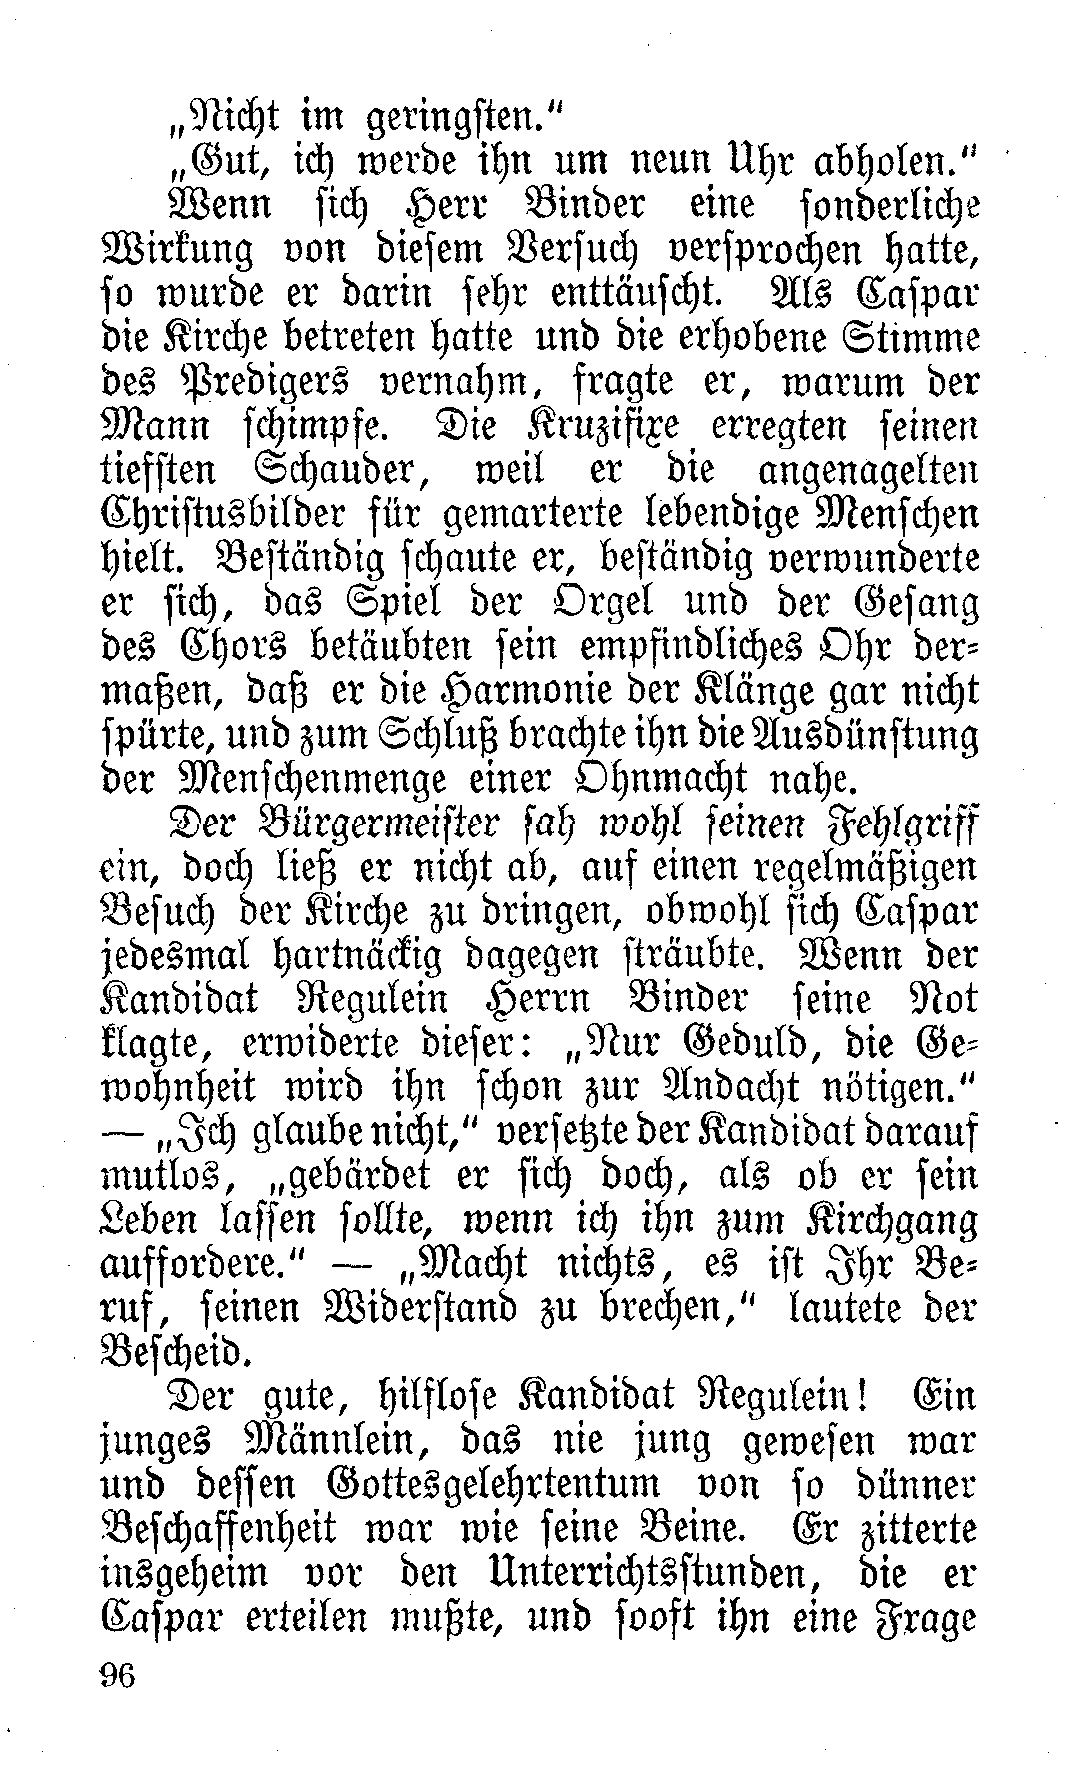 „Nicht im geringsten."
„Gut, ich werde ihn um neun Uhr abholen."
Wenn sich Herr Binder eine sonderliche
Wirkung von diesem Versuch versprochen hatte,
so wurde er darin sehr enttäuscht. Als Caspar
die Kirche betreten hatte und die erhobene Stimme
des Predigers vernahm, fragte er, warum der
Mann schimpfe. Die Kruzifixe erregten seinen
tiefsten Schauder, weil er die angenagelten
Christusbilder für gemarterte lebendige Menschen
hielt. Beständig schaute er, beständig verwunderte
er sich, das Spiel der Orgel und der Gesang
des Chors betäubten sein empfindliches Ohr der-
maßen, daß er die Harmonie der Klänge gar nicht
spürte, und zum Schluß brachte ihn die Ausdünstung
der Menschenmenge einer Ohnmacht nahe.
Der Bürgermeister sah wohl seinen Fehlgriff
ein, doch ließ er nicht ab, auf einen regelmäßigen
Besuch der Kirche zu dringen, obwohl sich Caspar
jedesmal hartnäckig dagegen sträubte. Wenn der
Kandidat Regulein Herrn Binder seine Not
klagte, erwiderte dieser: „Nur Geduld, die Ge-
wohnheit wird ihn schon zur Andacht nötigen."
— „Ich glaube nicht," versetzte der Kandidat darauf
mutlos, „gebärdet er sich doch, als ob er sein
Leben lassen sollte, wenn ich ihn zum Kirchgang
auffordere." — „Macht nichts, es ist Ihr Be-
ruf, seinen Widerstand zu brechen," lautete der
Bescheid.
Der gute, hilflose Kandidat Regulein! Ein
junges Männlein, das nie jung gewesen war
und dessen Gottesgelehrtentum von so dünner
Beschaffenheit war wie seine Beine. Er zitterte
insgeheim vor den Unterrichtsstunden, die er
Caspar erteilen mußte, und sooft ihn eine Frage
96